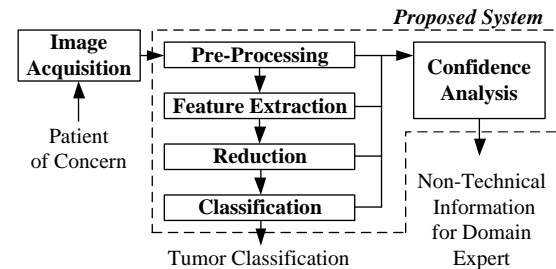 Proposed System
Image
Acquisition
Pre-Processing
Feature Extraction
Reduction
Classification
Confidence
Analysis
Patient
of Concern
Tumor Classification
Non-Technical
Information
for Domain
Expert